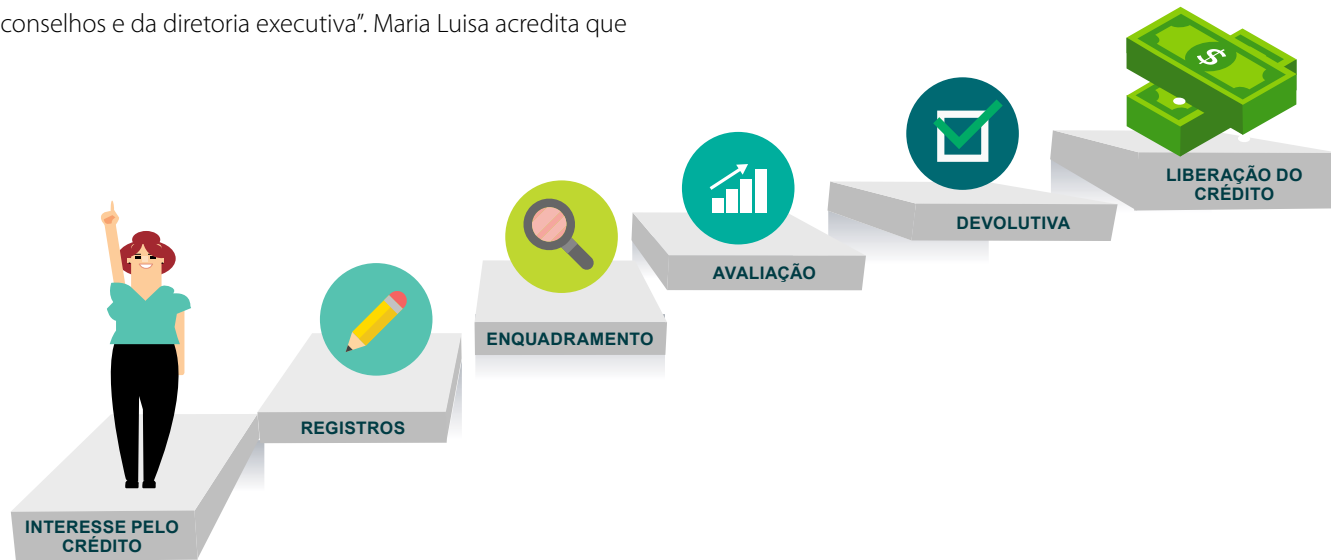 conselhos e da diretoria executiva”. Maria Luisa acredita que
INTERESSE PELO
CRÉDITO
REGISTROS
ENQUADRAMENTO
AVALIAÇÃO
DEVOLUTIVA
LIBERAÇÃO DO
CRÉDITO
$